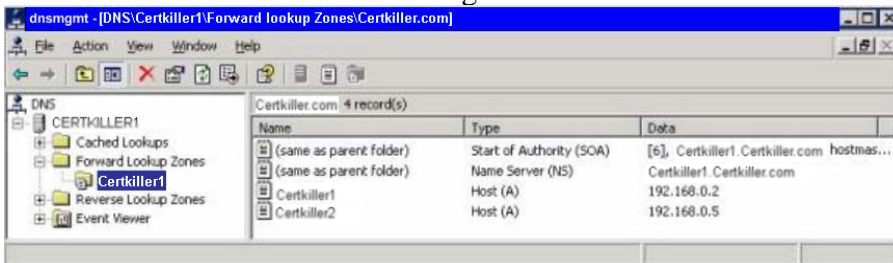 dnsmgmt - [DNS\Certkiller1\Forward lookup Zones\Certkiller.com]
File Action View Window Help
DNS
CERTKILLER1
Cached Lookups
Forward Lookup Zones
Certkiller1
Reverse Lookup Zones
Event Viewer
Certkiller.com 4 record(s)
Name Type Data
(same as parent folder) Start of Authority (SOA) [6], Certkiller1.Certkiller.com hostmas...
(same as parent folder) Name Server (NS) Certkiller1.Certkiller.com
Certkiller1 Host (A) 192.168.0.2
Certkiller2 Host (A) 192.168.0.5